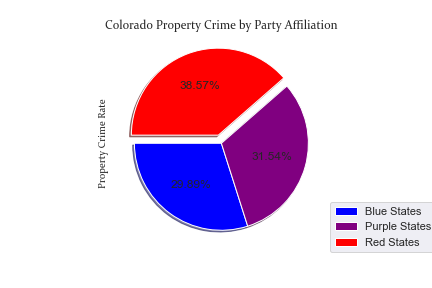 Colorado Property Crime by Party Affiliation
Property Crime Rate
38.57%
31.54%
29.89%
Blue States
Purple States
Red States